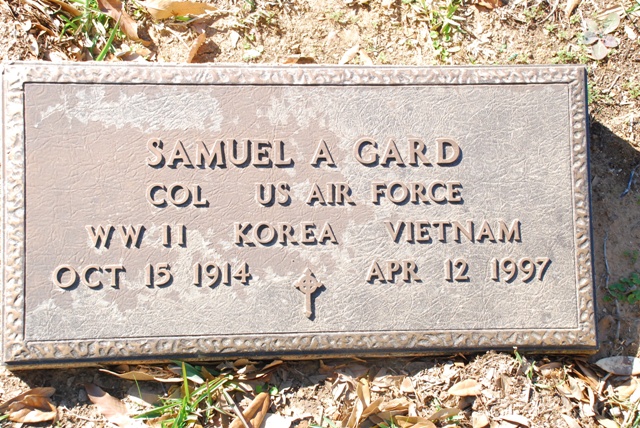 SAMUEL A GARD
COL US AIR FORCE
WW II KOREA VIETNAM
OCT 15 1914 APR 12 1997